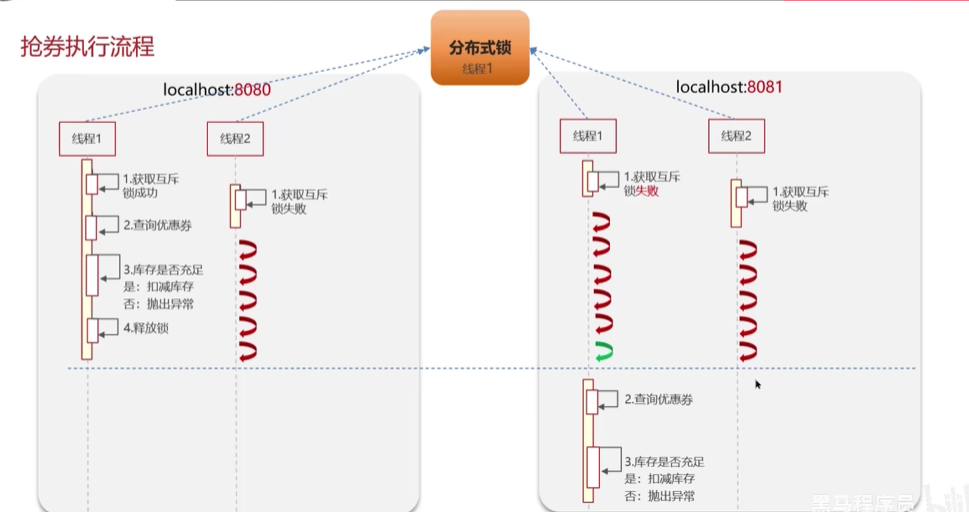 抢券执行流程
分布式锁
线程1
localhost:8080
线程1
线程2
1.获取互斥
锁成功
2.查询优惠券
3.库存是否充足
是：扣减库存
否：抛出异常
4.释放锁
1.获取互斥
锁失败
localhost:8081
线程1
线程2
1.获取互斥
锁失败
2.查询优惠券
3.库存是否充足
是：扣减库存
否：抛出异常
1.获取互斥
锁失败
黑马程序员